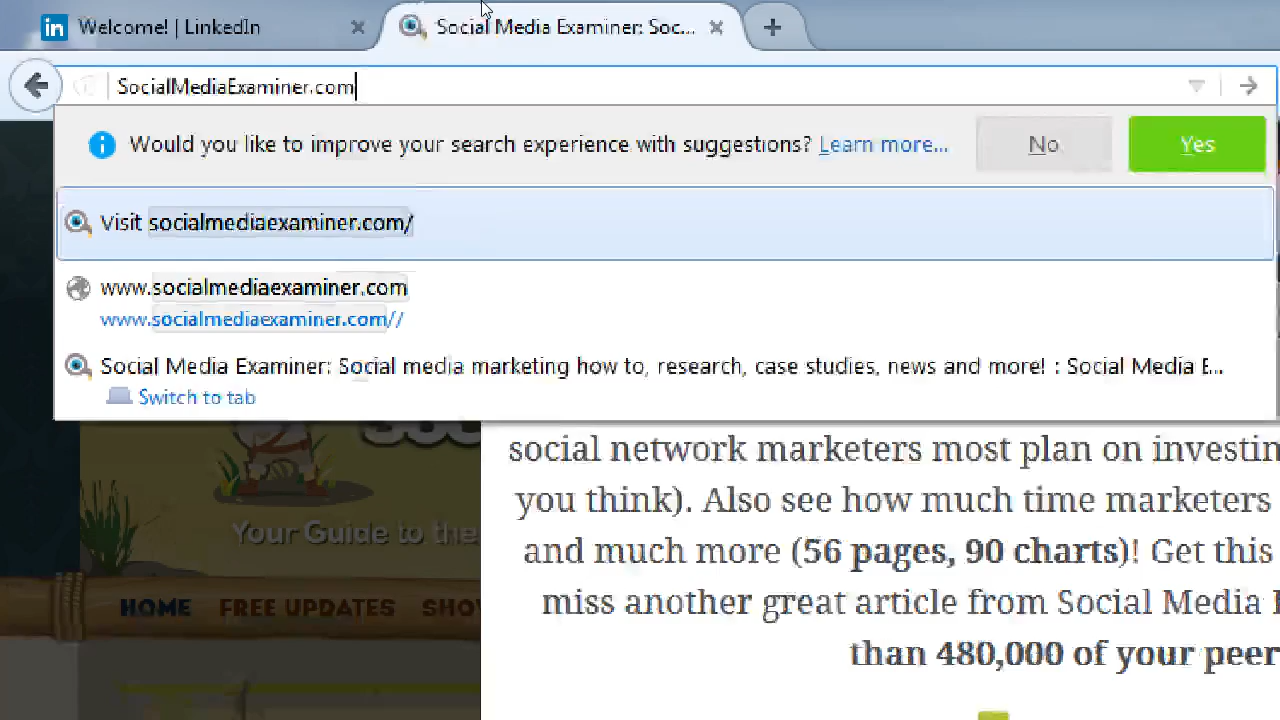 Welcome! | LinkedIn
Social Media Examiner: Soc...
SocialMediaExaminer.com
Would you like to improve your search experience with suggestions? Learn more...
No
Yes
Visit socialmediaexaminer.com/
www.socialmediaexaminer.com
www.socialmediaexaminer.com//
Social Media Examiner: Social media marketing how to, research, case studies, news and more! : Social Media E...
Switch to tab
social network marketers most plan on investin
you think). Also see how much time marketers
Your Guide to the
and much more (56 pages, 90 charts)! Get this
HOME FREE UPDATES SHO
miss another great article from Social Media E
than 480,000 of your peer